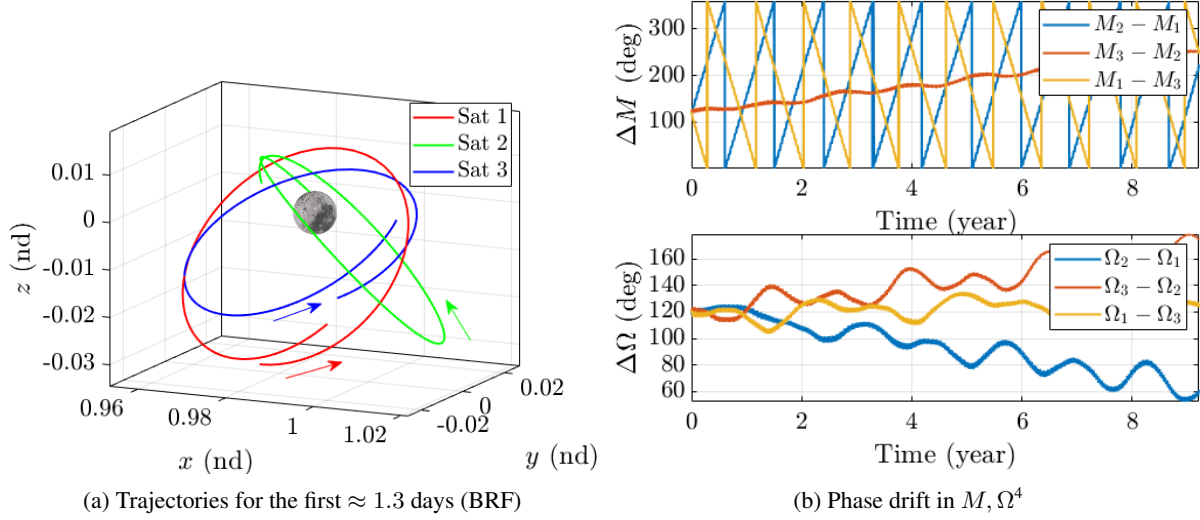 Sat 1
Sat 2
Sat 3
0.01
0
-0.01
-0.02
-0.03
z (nd)
0.96
0.98
1
1.02
x (nd)
-0.02
0
0.02
y (nd)
(a) Trajectories for the first ≈ 1.3 days (BRF)
300
200
100
ΔM (deg)
M₂ − M₁
M₃ − M₂
M₁ − M₃
0 2 4 6 8
Time (year)
160
140
120
100
80
60
ΔΩ (deg)
Ω₂ − Ω₁
Ω₃ − Ω₂
Ω₁ − Ω₃
0 2 4 6 8
Time (year)
(b) Phase drift in M, Ω⁴